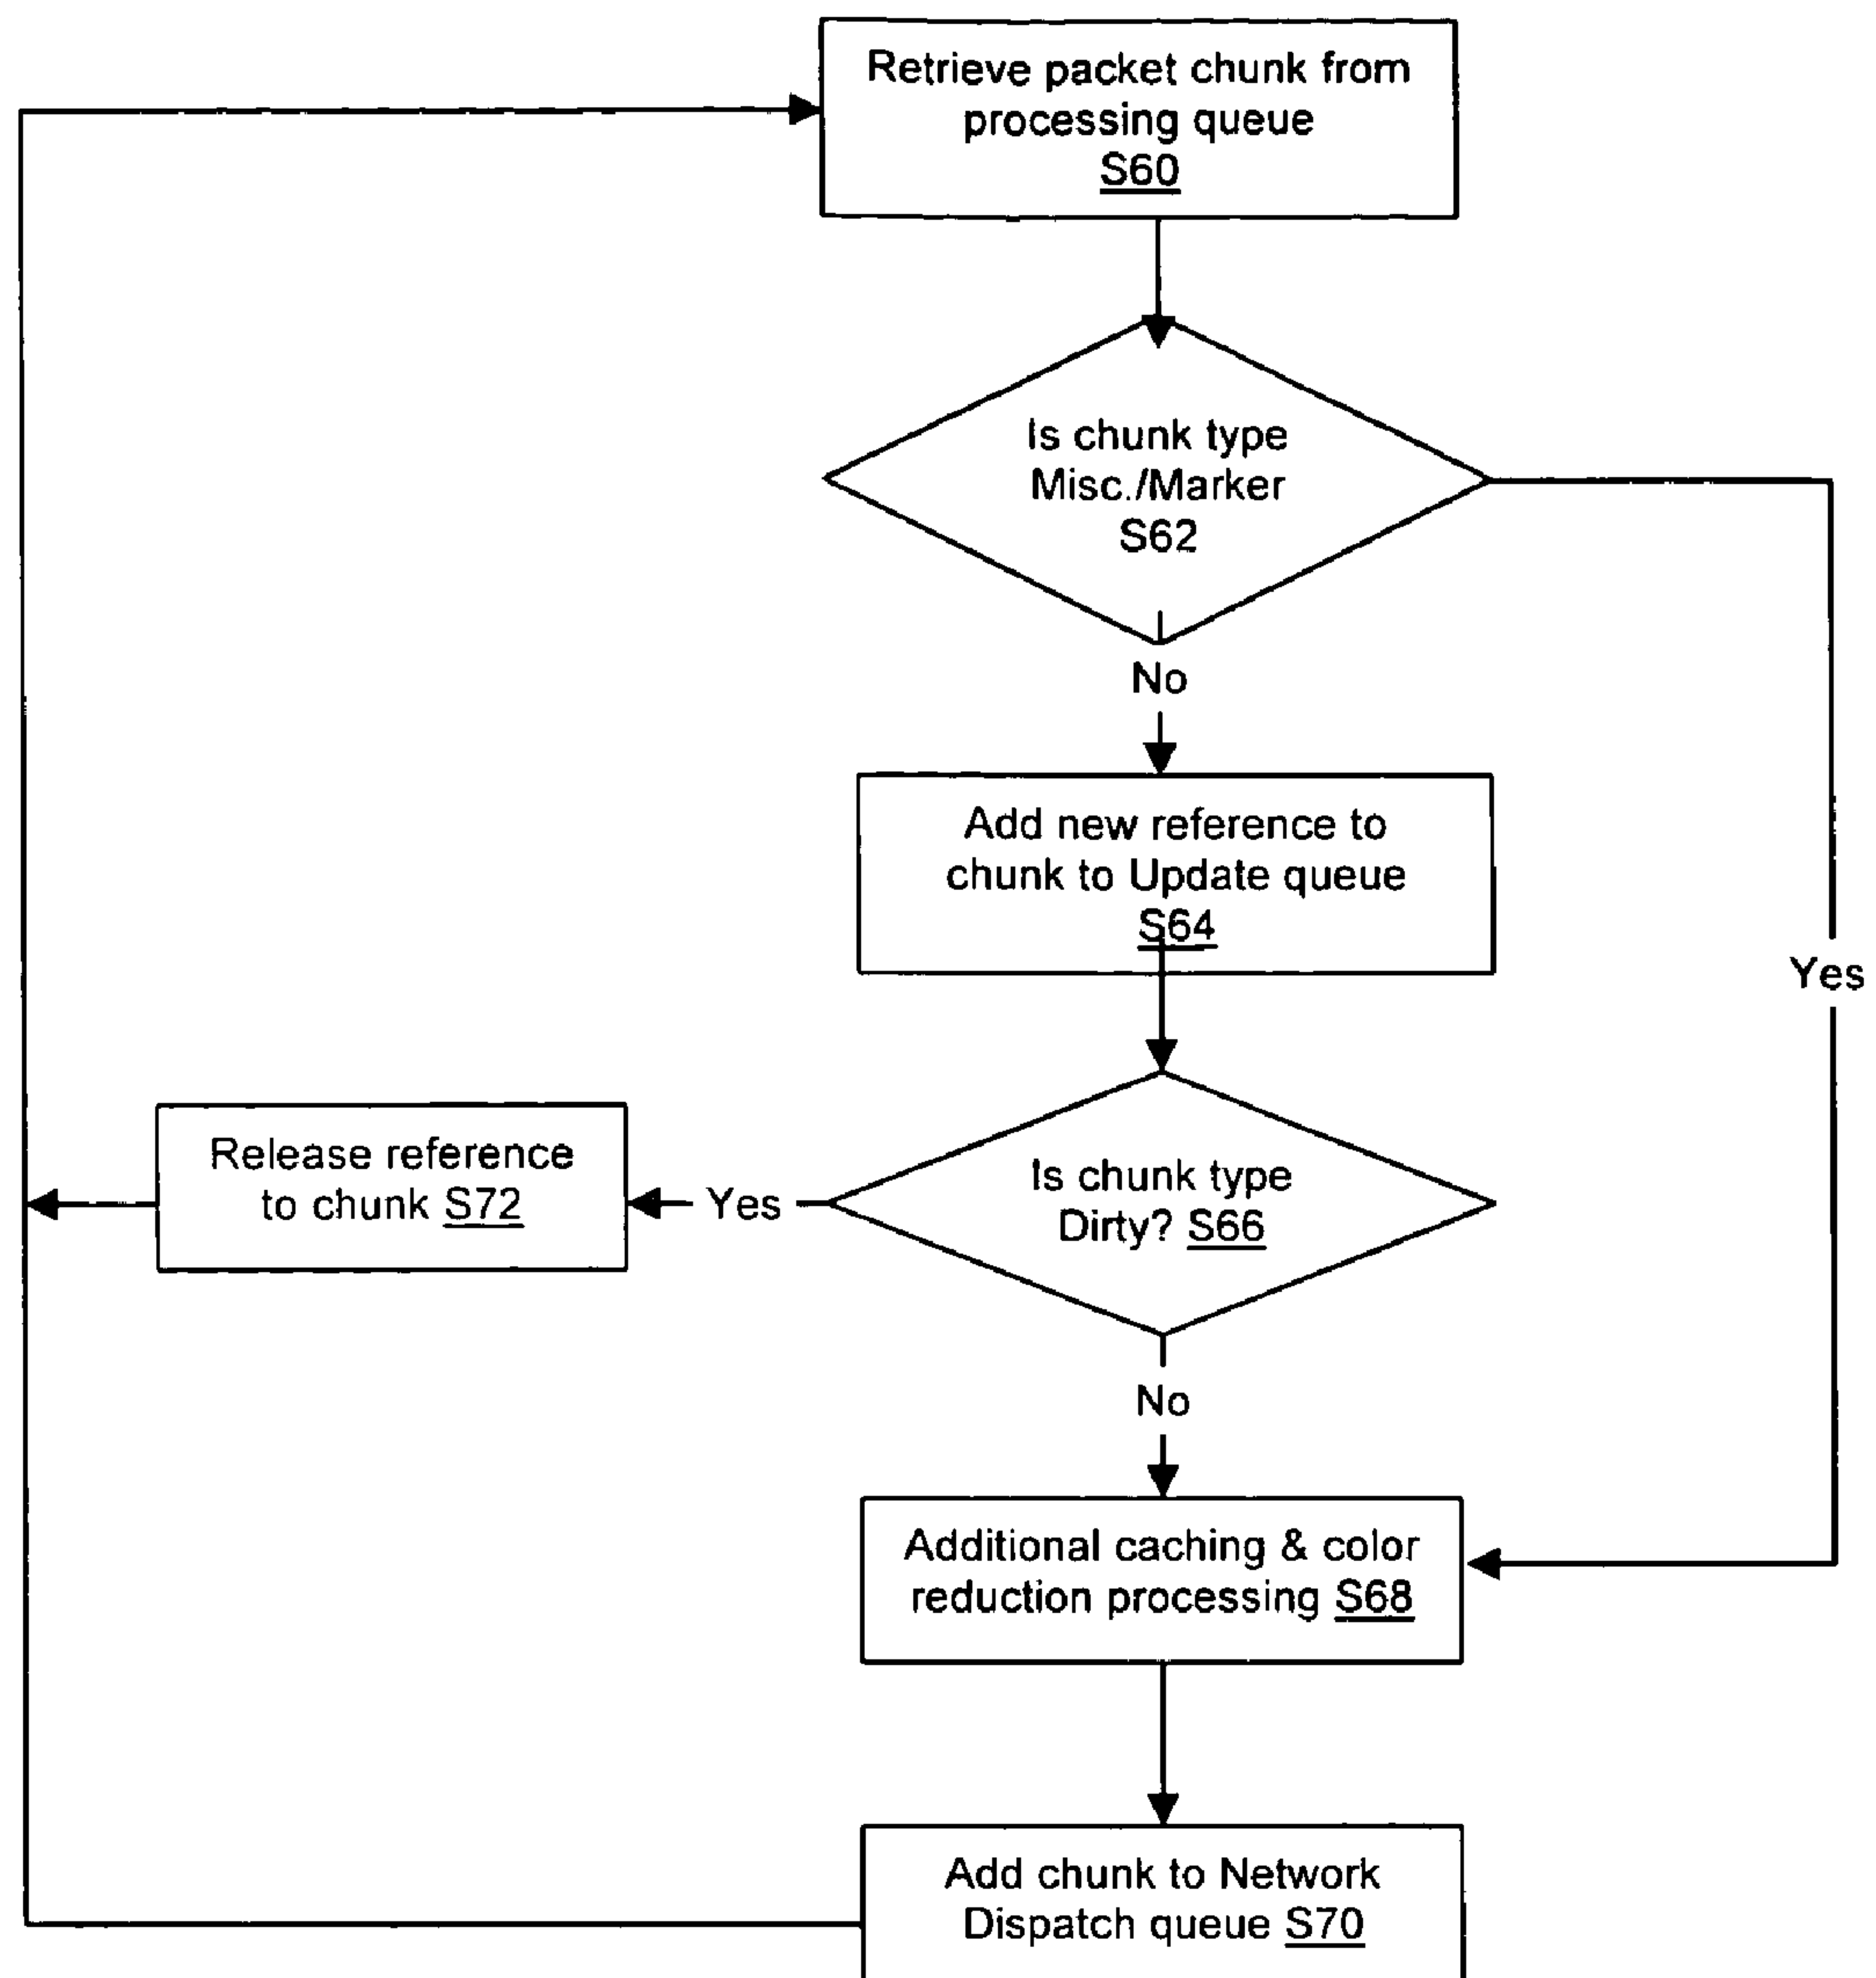 Retrieve packet chunk from
processing queue
S60
Is chunk type
Misc./Marker
S62
No
Add new reference to
chunk to Update queue
S64
Yes
Release reference
to chunk S72
Yes
Is chunk type
Dirty? S66
No
Additional caching & color
reduction processing S68
Add chunk to Network
Dispatch queue S70